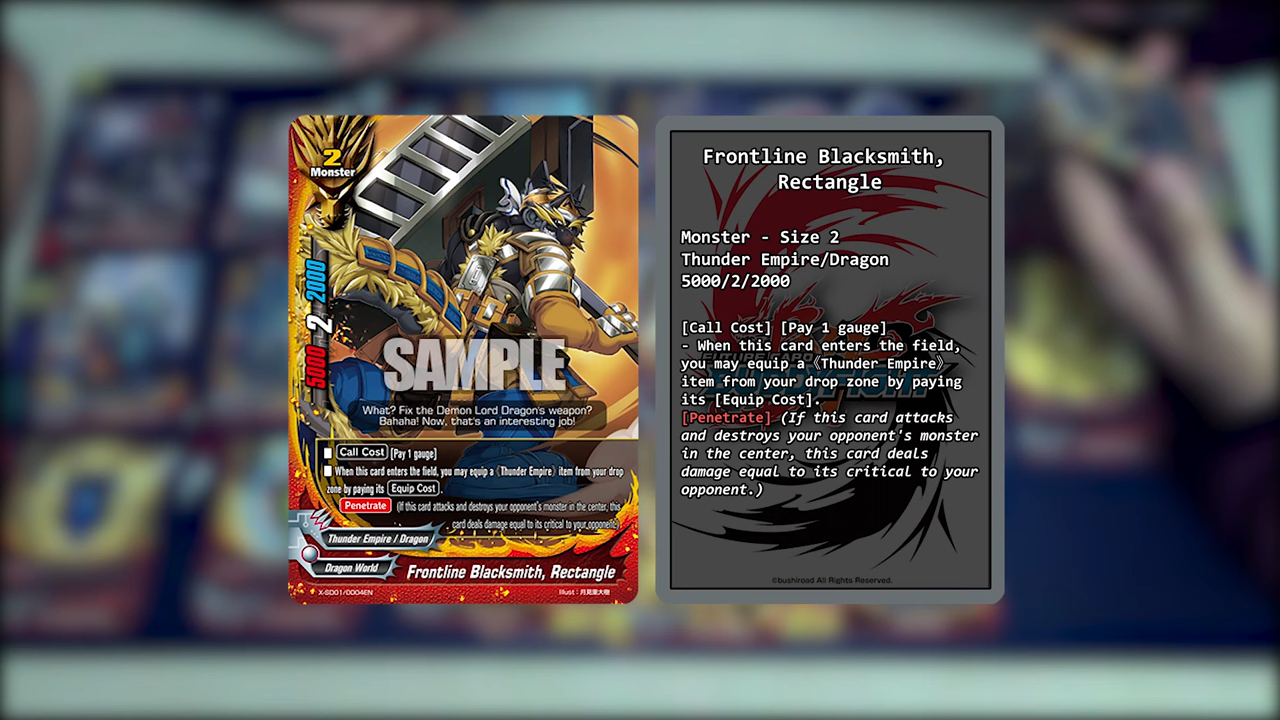 2
Monster
5000 2 2000
SAMPLE
What? Fix the Demon Lord Dragon's weapon?
Bahaha! Now, that's an interesting job!
■ Call Cost [Pay 1 gauge]
■ When this card enters the field, you may equip a 《Thunder Empire》 item from your drop
zone by paying its Equip Cost.
Penetrate (If this card attacks and destroys your opponent's monster in the center, this
card deals damage equal to its critical to your opponent.)
Thunder Empire / Dragon
Dragon World
Frontline Blacksmith, Rectangle
X-SD01/0004EN
Illust：月見里大樹
Frontline Blacksmith,
Rectangle
Monster - Size 2
Thunder Empire/Dragon
5000/2/2000
[Call Cost] [Pay 1 gauge]
- When this card enters the field,
you may equip a 《Thunder Empire》
item from your drop zone by paying
its [Equip Cost].
[Penetrate] (If this card attacks
and destroys your opponent's monster
in the center, this card deals
damage equal to its critical to your
opponent.)
©bushiroad All Rights Reserved.